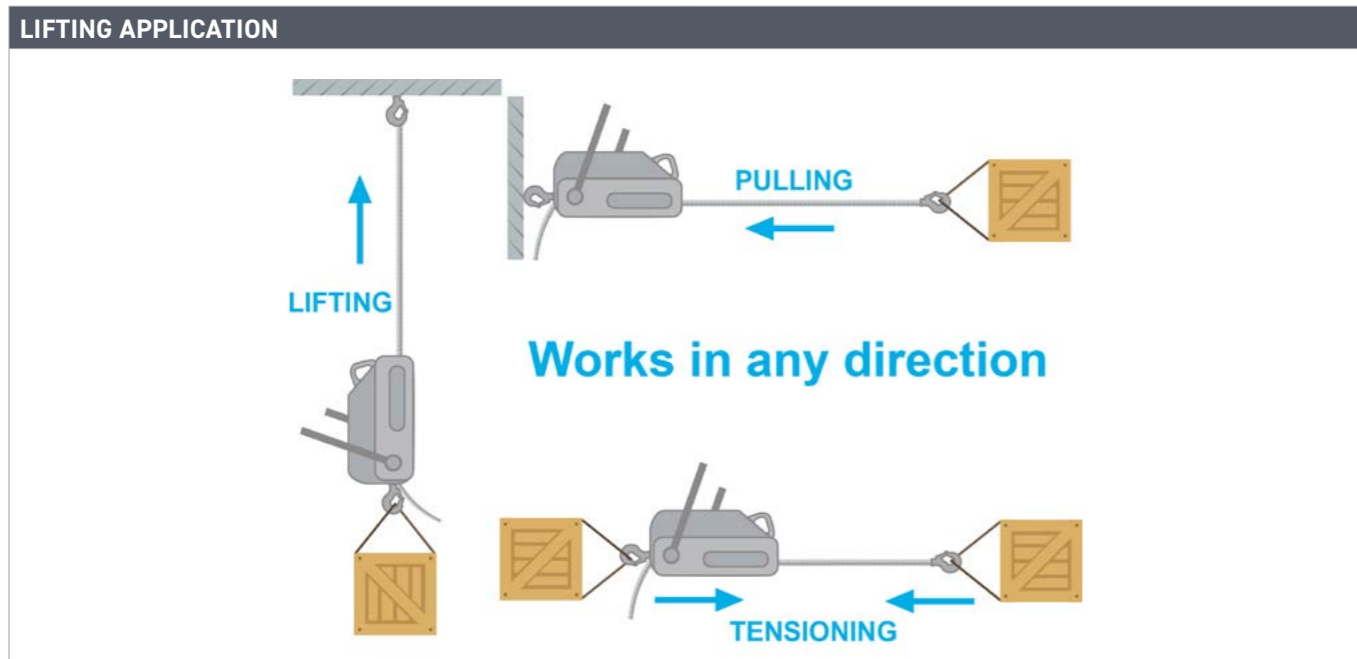 LIFTING APPLICATION
PULLING
LIFTING
Works in any direction
TENSIONING